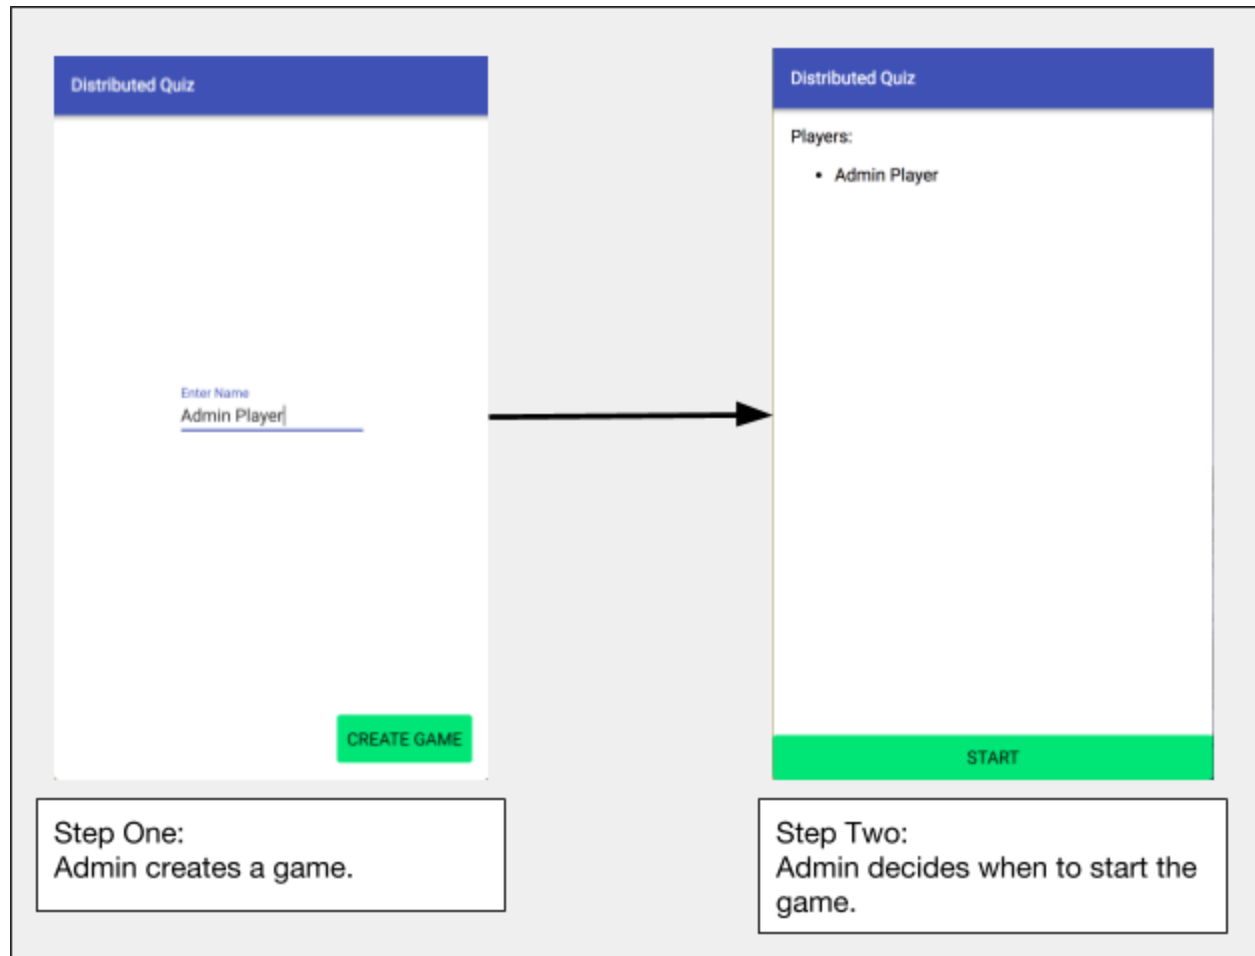 Distributed Quiz
Enter Name
Admin Player
CREATE GAME
Step One:
Admin creates a game.
Distributed Quiz
Players:
• Admin Player
START
Step Two:
Admin decides when to start the
game.